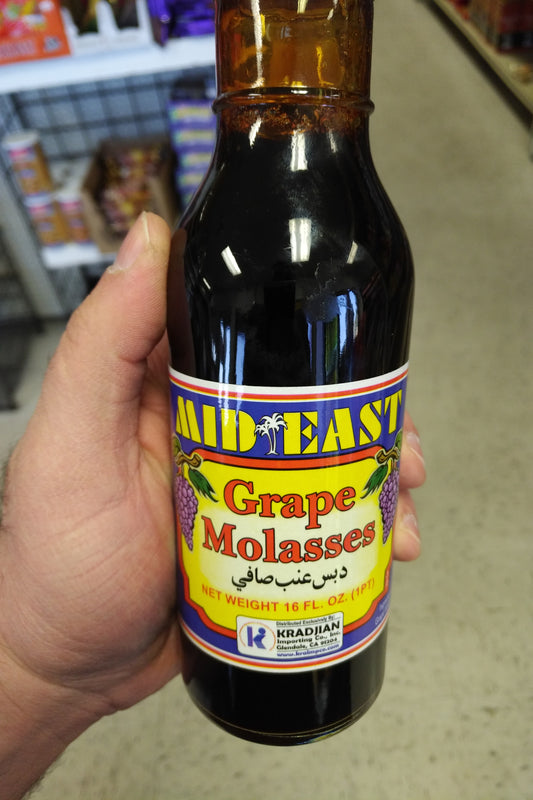 MID EAST
Grape
Molasses
دبس عنب صافي
NET WEIGHT 16 FL. OZ. (1PT)
Distributed Exclusively By:
KRADJIAN
Importing Co., Inc.
Glendale, CA 91204
www.kraimpco.com